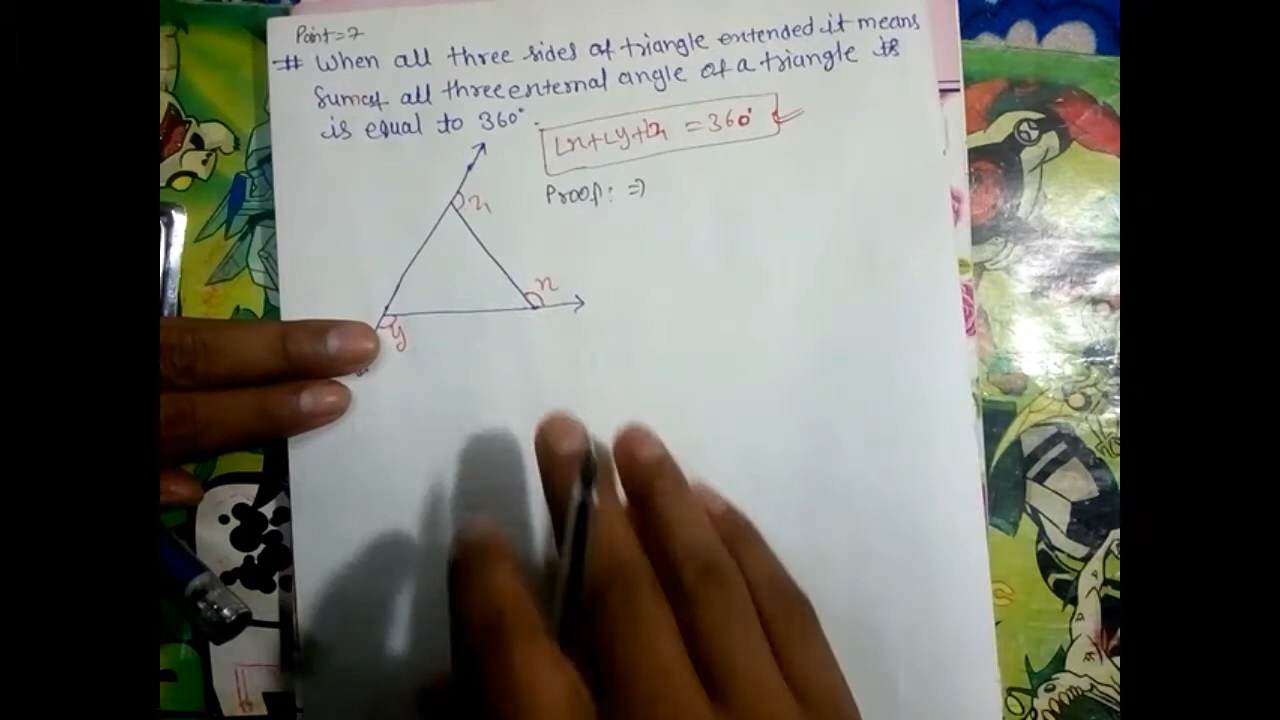 Point=7
# When all three sides of triangle extended it means
Sum of all three external angle of a triangle is
is equal to 360°.
∠x+∠y+∠z = 360°
Proof: ⇒
z
x
y